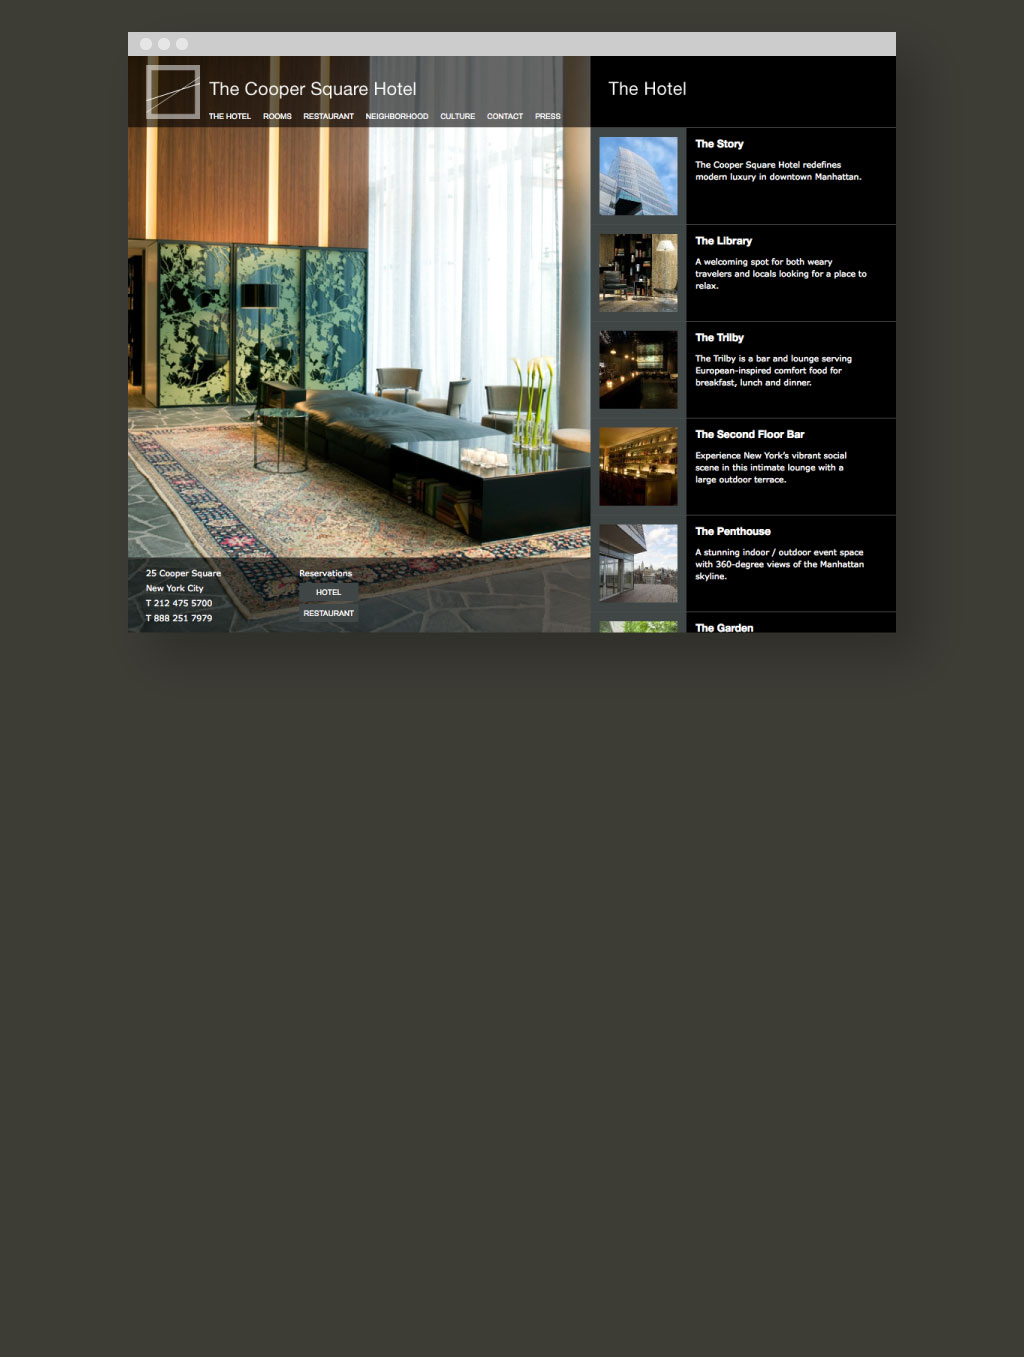 The Cooper Square Hotel
THE HOTEL ROOMS RESTAURANT NEIGHBORHOOD CULTURE CONTACT PRESS
25 Cooper Square
New York City
T 212 475 5700
T 888 251 7979
Reservations
HOTEL
RESTAURANT
The Hotel
The Story
The Cooper Square Hotel redefines
modern luxury in downtown Manhattan.
The Library
A welcoming spot for both weary
travelers and locals looking for a place to
relax.
The Trilby
The Trilby is a bar and lounge serving
European-inspired comfort food for
breakfast, lunch and dinner.
The Second Floor Bar
Experience New York's vibrant social
scene in this intimate lounge with a
large outdoor terrace.
The Penthouse
A stunning indoor / outdoor event space
with 360-degree views of the Manhattan
skyline.
The Garden